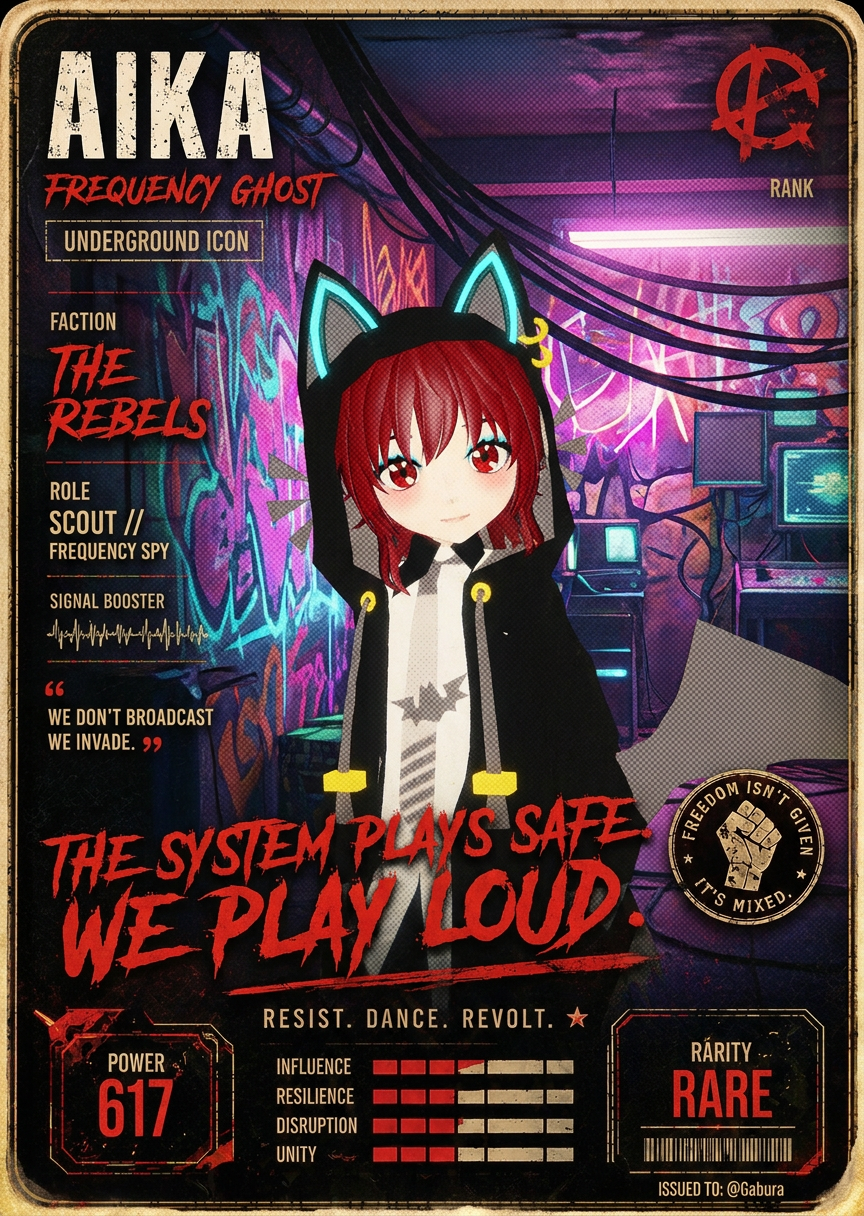 AIKA
FREQUENCY GHOST
UNDERGROUND ICON
RANK
FACTION
THE
REBELS
ROLE
SCOUT //
FREQUENCY SPY
SIGNAL BOOSTER
“
WE DON'T BROADCAST
WE INVADE. ”
THE SYSTEM PLAYS SAFE.
WE PLAY LOUD.
FREEDOM ISN'T GIVEN
★ IT'S MIXED. ★
RESIST. DANCE. REVOLT. ★
POWER
617
INFLUENCE
RESILIENCE
DISRUPTION
UNITY
RARITY
RARE
ISSUED TO: @Gabura